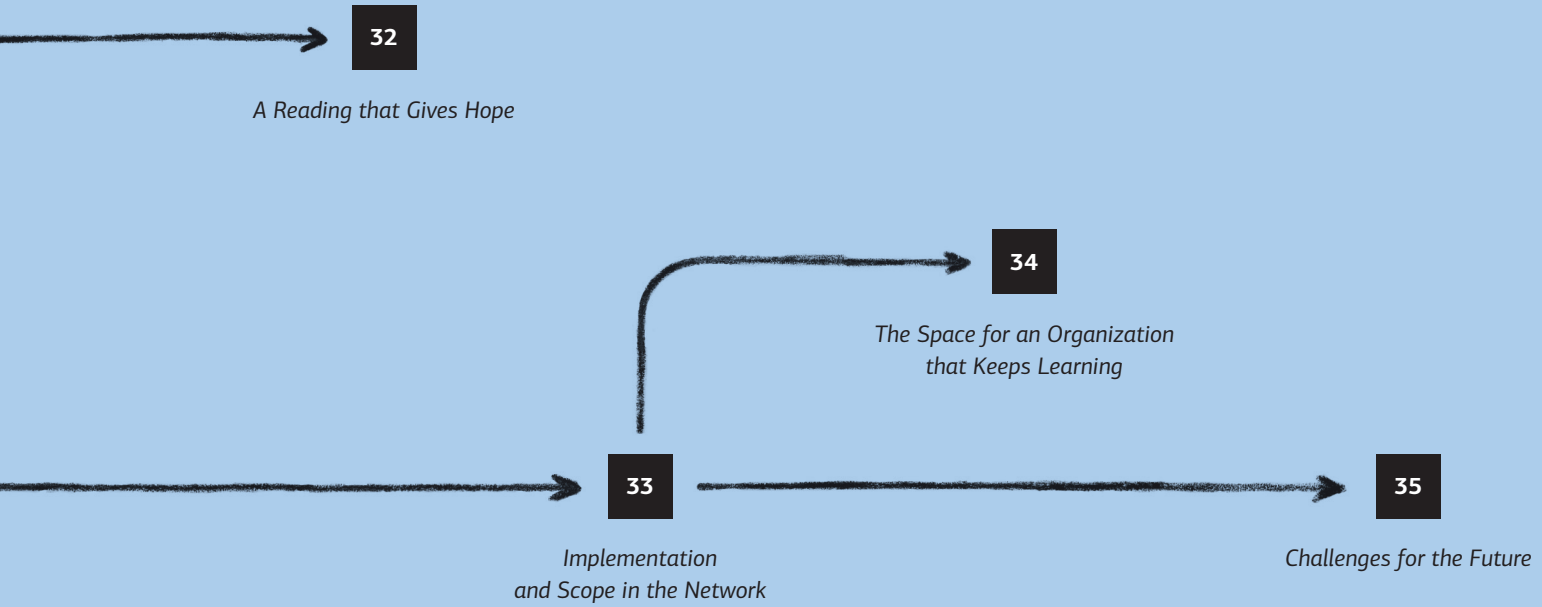 32
A Reading that Gives Hope
34
The Space for an Organization
that Keeps Learning
33
Implementation
and Scope in the Network
35
Challenges for the Future